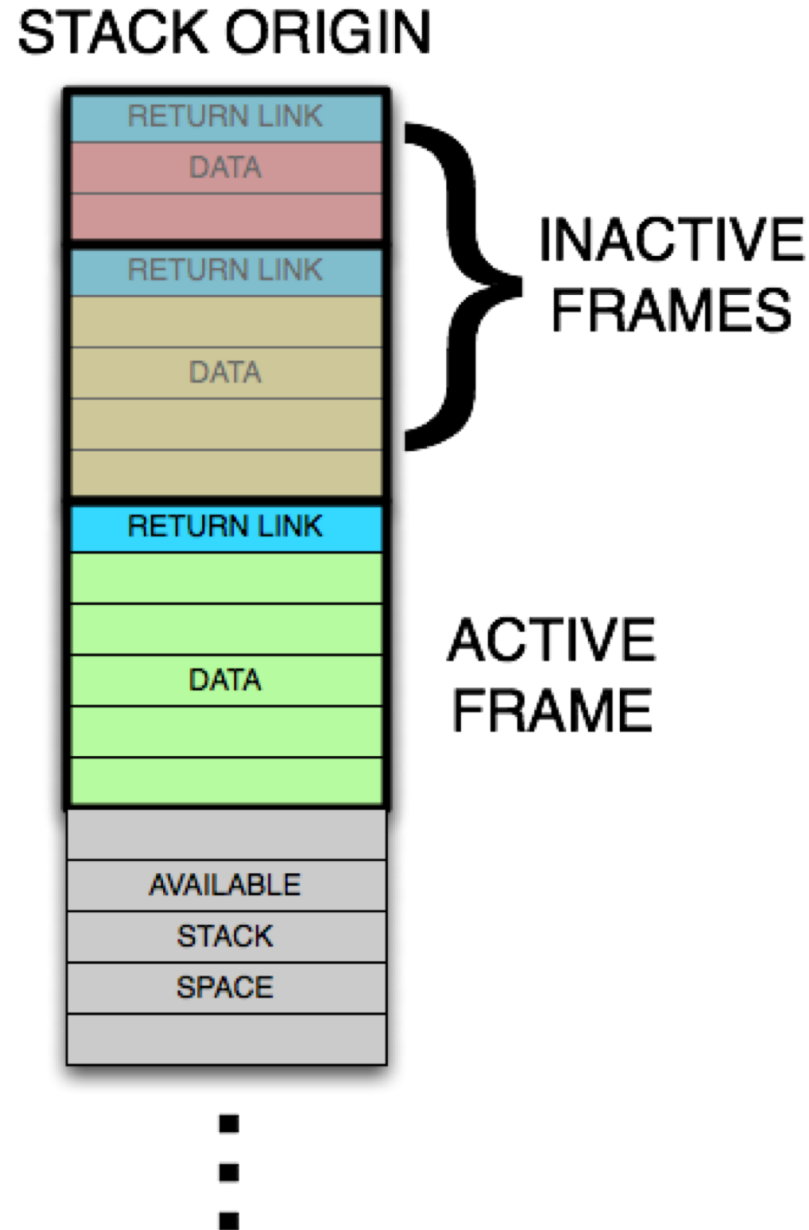 STACK ORIGIN
RETURN LINK
DATA
RETURN LINK
DATA
INACTIVE
FRAMES
RETURN LINK
DATA
ACTIVE
FRAME
AVAILABLE
STACK
SPACE